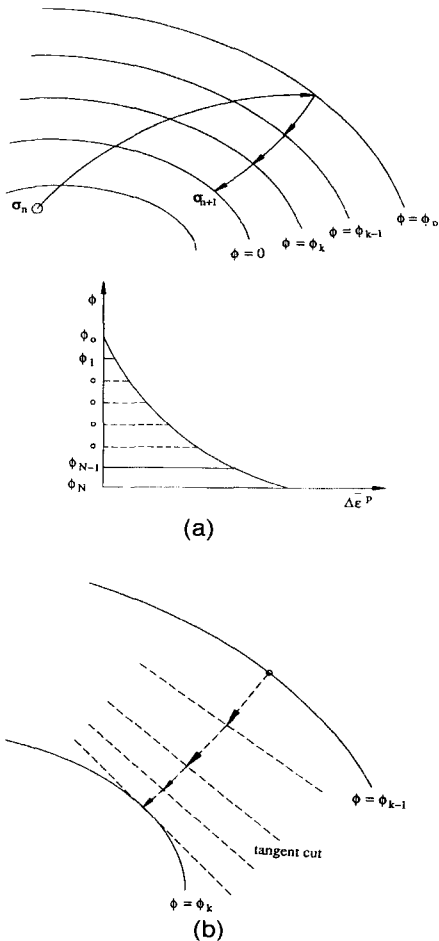 σn
σn+1
ϕ = 0
ϕ = ϕk
ϕ = ϕk−1
ϕ = ϕo
ϕ
ϕo
ϕ1
ϕN−1
ϕN
Δε̄ p
(a)
tangent cut
ϕ = ϕk−1
ϕ = ϕk
(b)